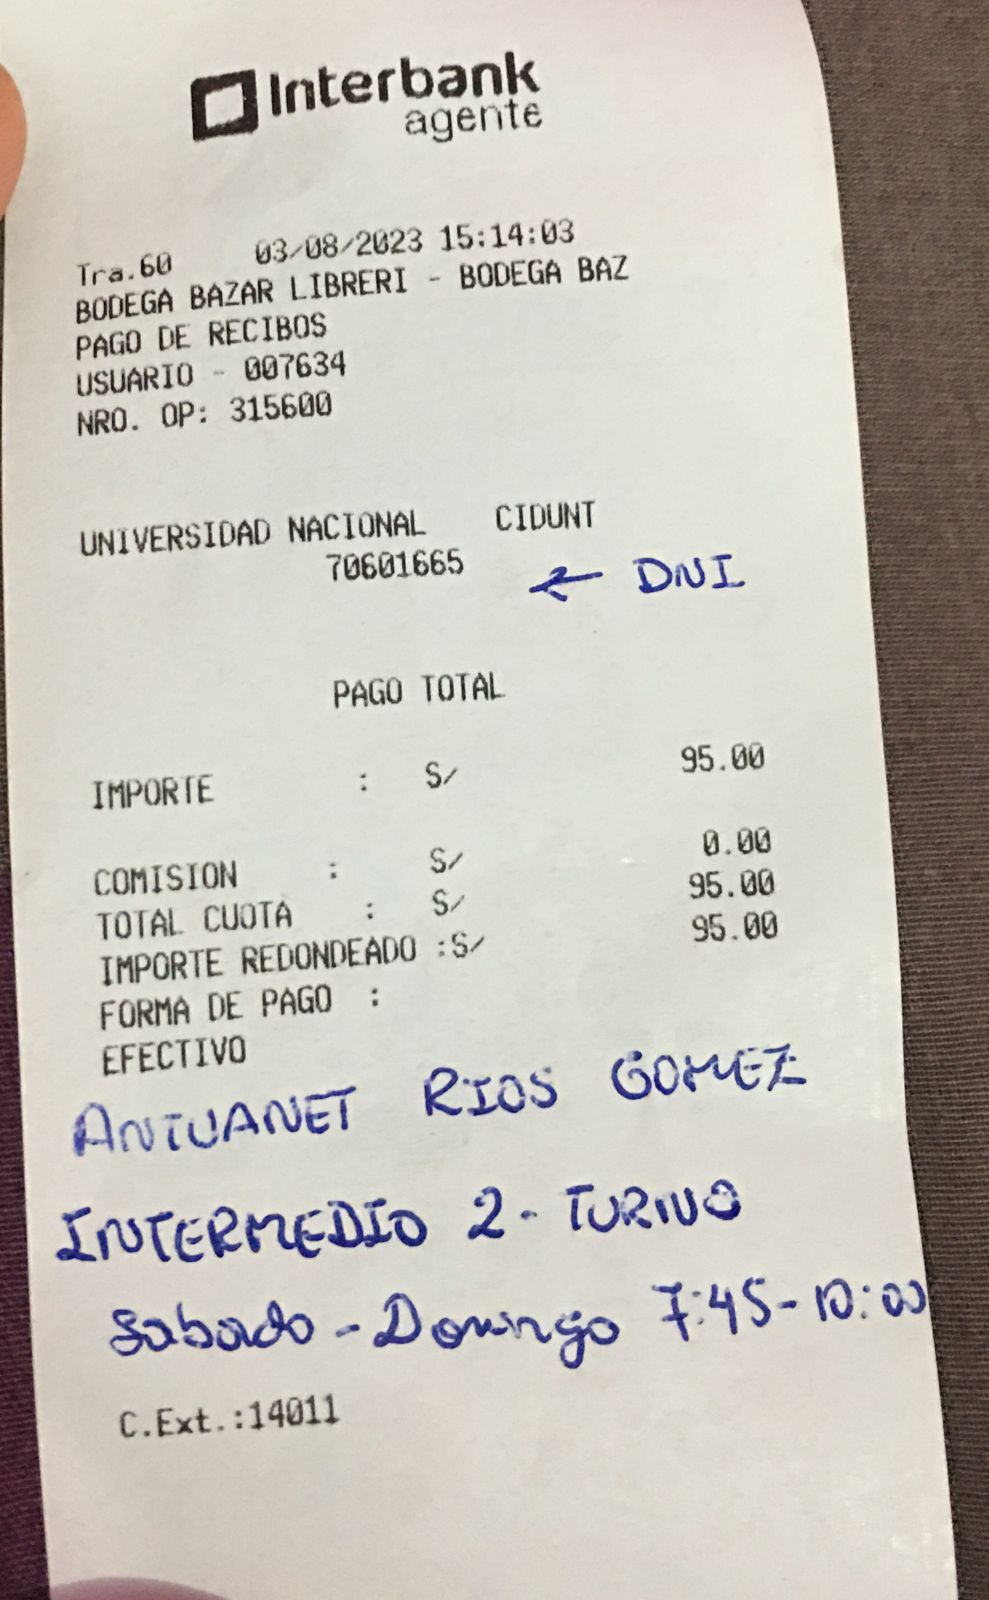 Interbank
agente
Tra.60 03/08/2023 15:14:03
BODEGA BAZAR LIBRERI - BODEGA BAZ
PAGO DE RECIBOS
USUARIO - 007634
NRO. OP: 315600
UNIVERSIDAD NACIONAL CIDUNT
70601665 ← DNI
PAGO TOTAL
IMPORTE : S/ 95.00
COMISION : S/ 0.00
TOTAL CUOTA : S/ 95.00
IMPORTE REDONDEADO :S/ 95.00
FORMA DE PAGO :
EFECTIVO
ANTUANET RIOS GOMEZ
INTERMEDIO 2 - TURNO
Sabado - Domingo 7:45-10:00
C.Ext.:14011